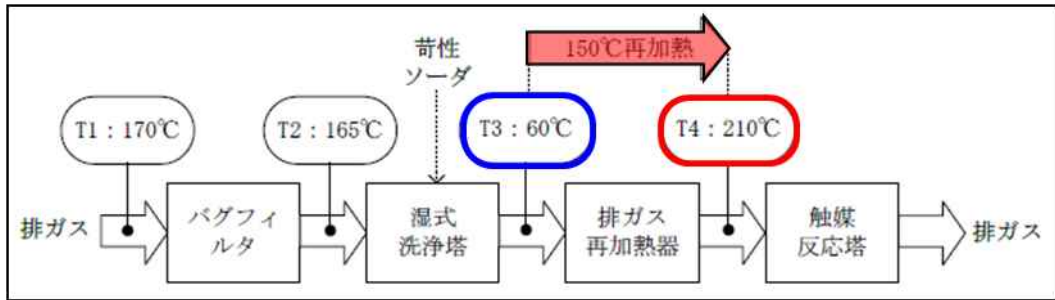 150℃再加熱
苛性
ソーダ
T1：170℃
T2：165℃
T3：60℃
T4：210℃
排ガス
バグフィ
ルタ
湿式
洗浄塔
排ガス
再加熱器
触媒
反応塔
排ガス